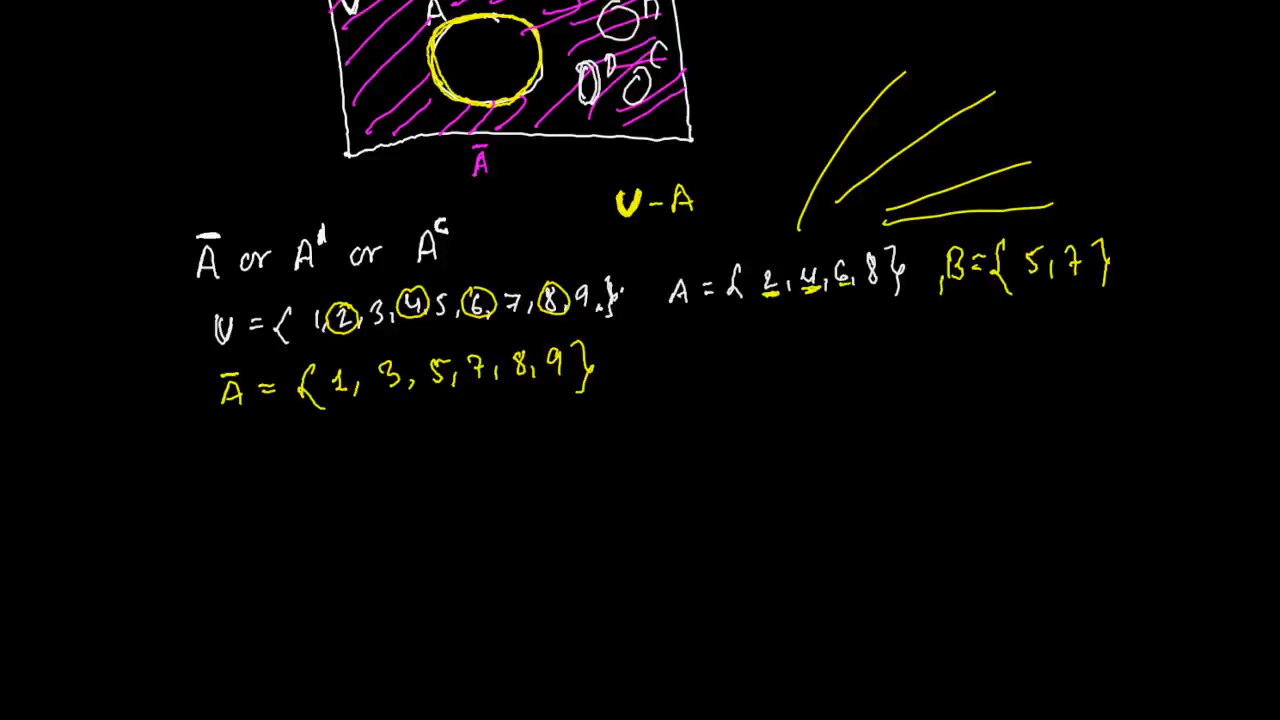 U
A
B
D C
Ā
U - A
Ā or A' or Aᶜ
U = { 1, 2, 3, 4, 5, 6, 7, 8, 9, } A = { 2, 4, 6, 8 } , B = { 5, 7 }
Ā = { 1, 3, 5, 7, 8, 9 }